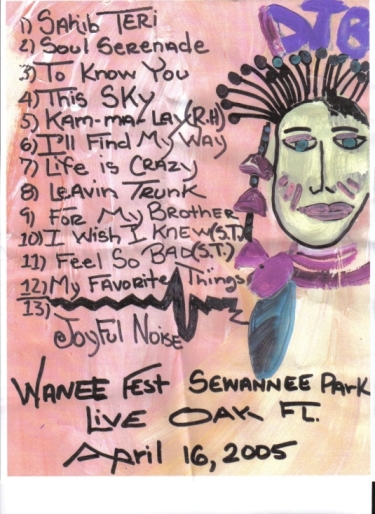 DTB
1) Sahib Teri
2) Soul Serenade
3) To Know You
4) This Sky
5) Kam-ma-Lay (R.H)
6) I'll Find My Way
7) Life is Crazy
8) Leavin Trunk
9) For My Brother
10) I Wish I Knew (S.T.)
11) Feel So Bad (S.T.)
12) My Favorite Things
13)
Joyful Noise
Wanee Fest Sewannee Park
Live Oak FL.
April 16, 2005